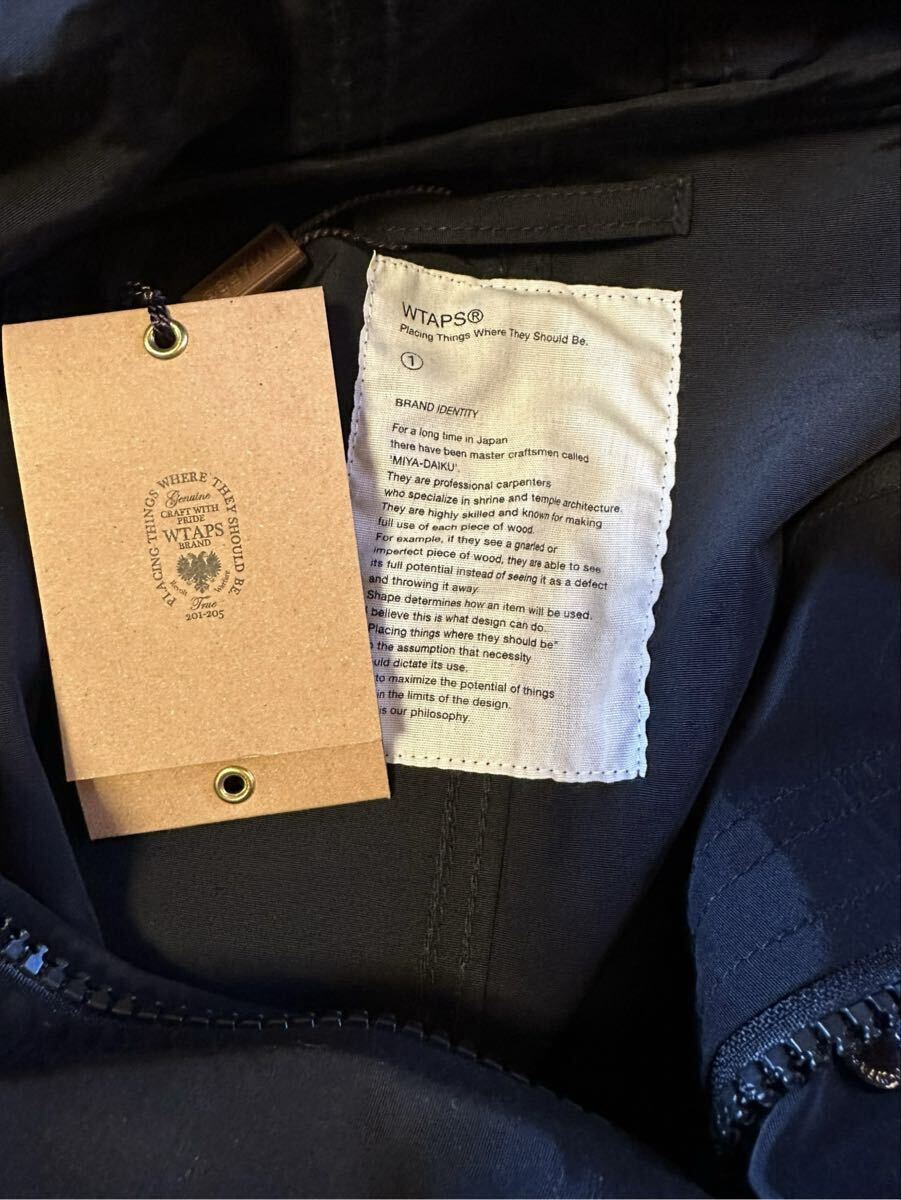 PLACING THINGS WHERE THEY SHOULD BE
Genuine
CRAFT WITH
PRIDE
WTAPS
BRAND
Revolt
True
201-205
WTAPS®
Placing Things Where They Should Be.
1
BRAND IDENTITY
For a long time in Japan
there have been master craftsmen called
'MIYA-DAIKU'.
They are professional carpenters
who specialize in shrine and temple architecture.
They are highly skilled and known for making
full use of each piece of wood.
For example, if they see a gnarled or
imperfect piece of wood, they are able to see
its full potential instead of seeing it as a defect
and throwing it away.
Shape determines how an item will be used.
I believe this is what design can do.
Placing things where they should be"
the assumption that necessity
uld dictate its use.
to maximize the potential of things
in the limits of the design.
is our philosophy.